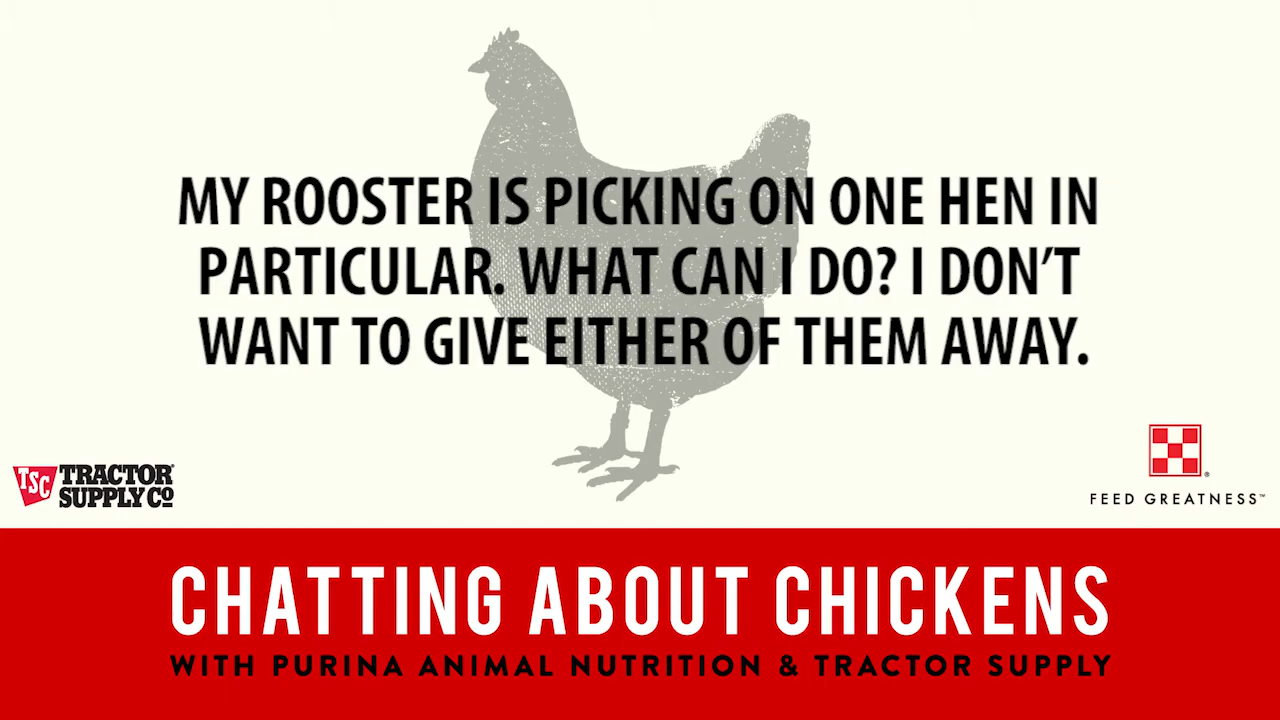 MY ROOSTER IS PICKING ON ONE HEN IN
PARTICULAR. WHAT CAN I DO? I DON'T
WANT TO GIVE EITHER OF THEM AWAY.
TSC TRACTOR
SUPPLY CO
FEED GREATNESS™
CHATTING ABOUT CHICKENS
WITH PURINA ANIMAL NUTRITION & TRACTOR SUPPLY